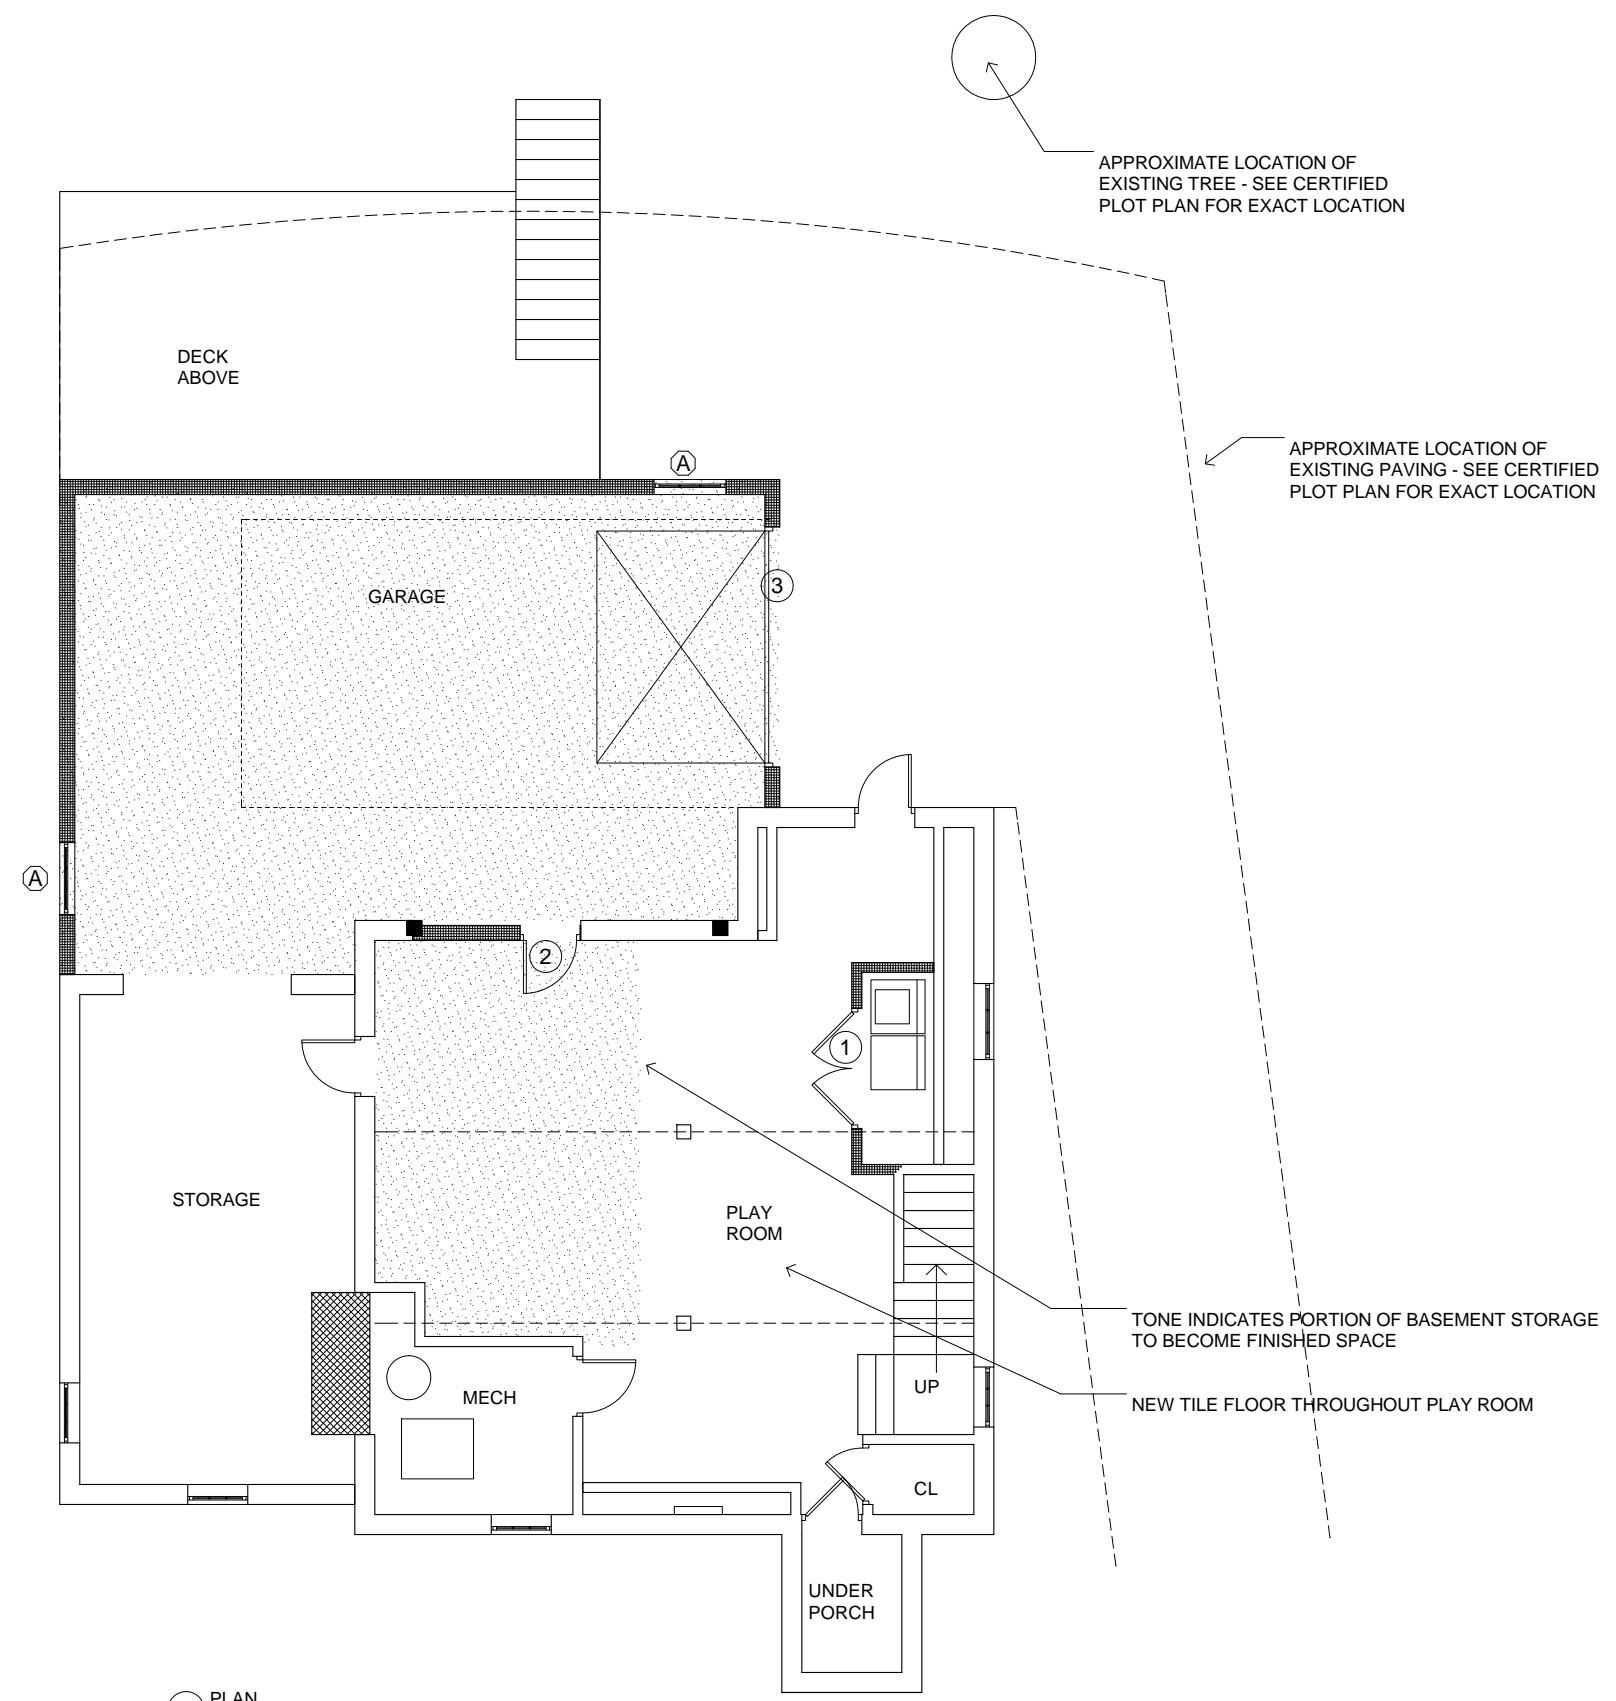 APPROXIMATE LOCATION OF
EXISTING TREE - SEE CERTIFIED
PLOT PLAN FOR EXACT LOCATION
DECK
ABOVE
APPROXIMATE LOCATION OF
EXISTING PAVING - SEE CERTIFIED
PLOT PLAN FOR EXACT LOCATION
A
3
GARAGE
A
2
1
STORAGE
PLAY
ROOM
TONE INDICATES PORTION OF BASEMENT STORAGE
TO BECOME FINISHED SPACE
UP
MECH
NEW TILE FLOOR THROUGHOUT PLAY ROOM
CL
UNDER
PORCH
PLAN